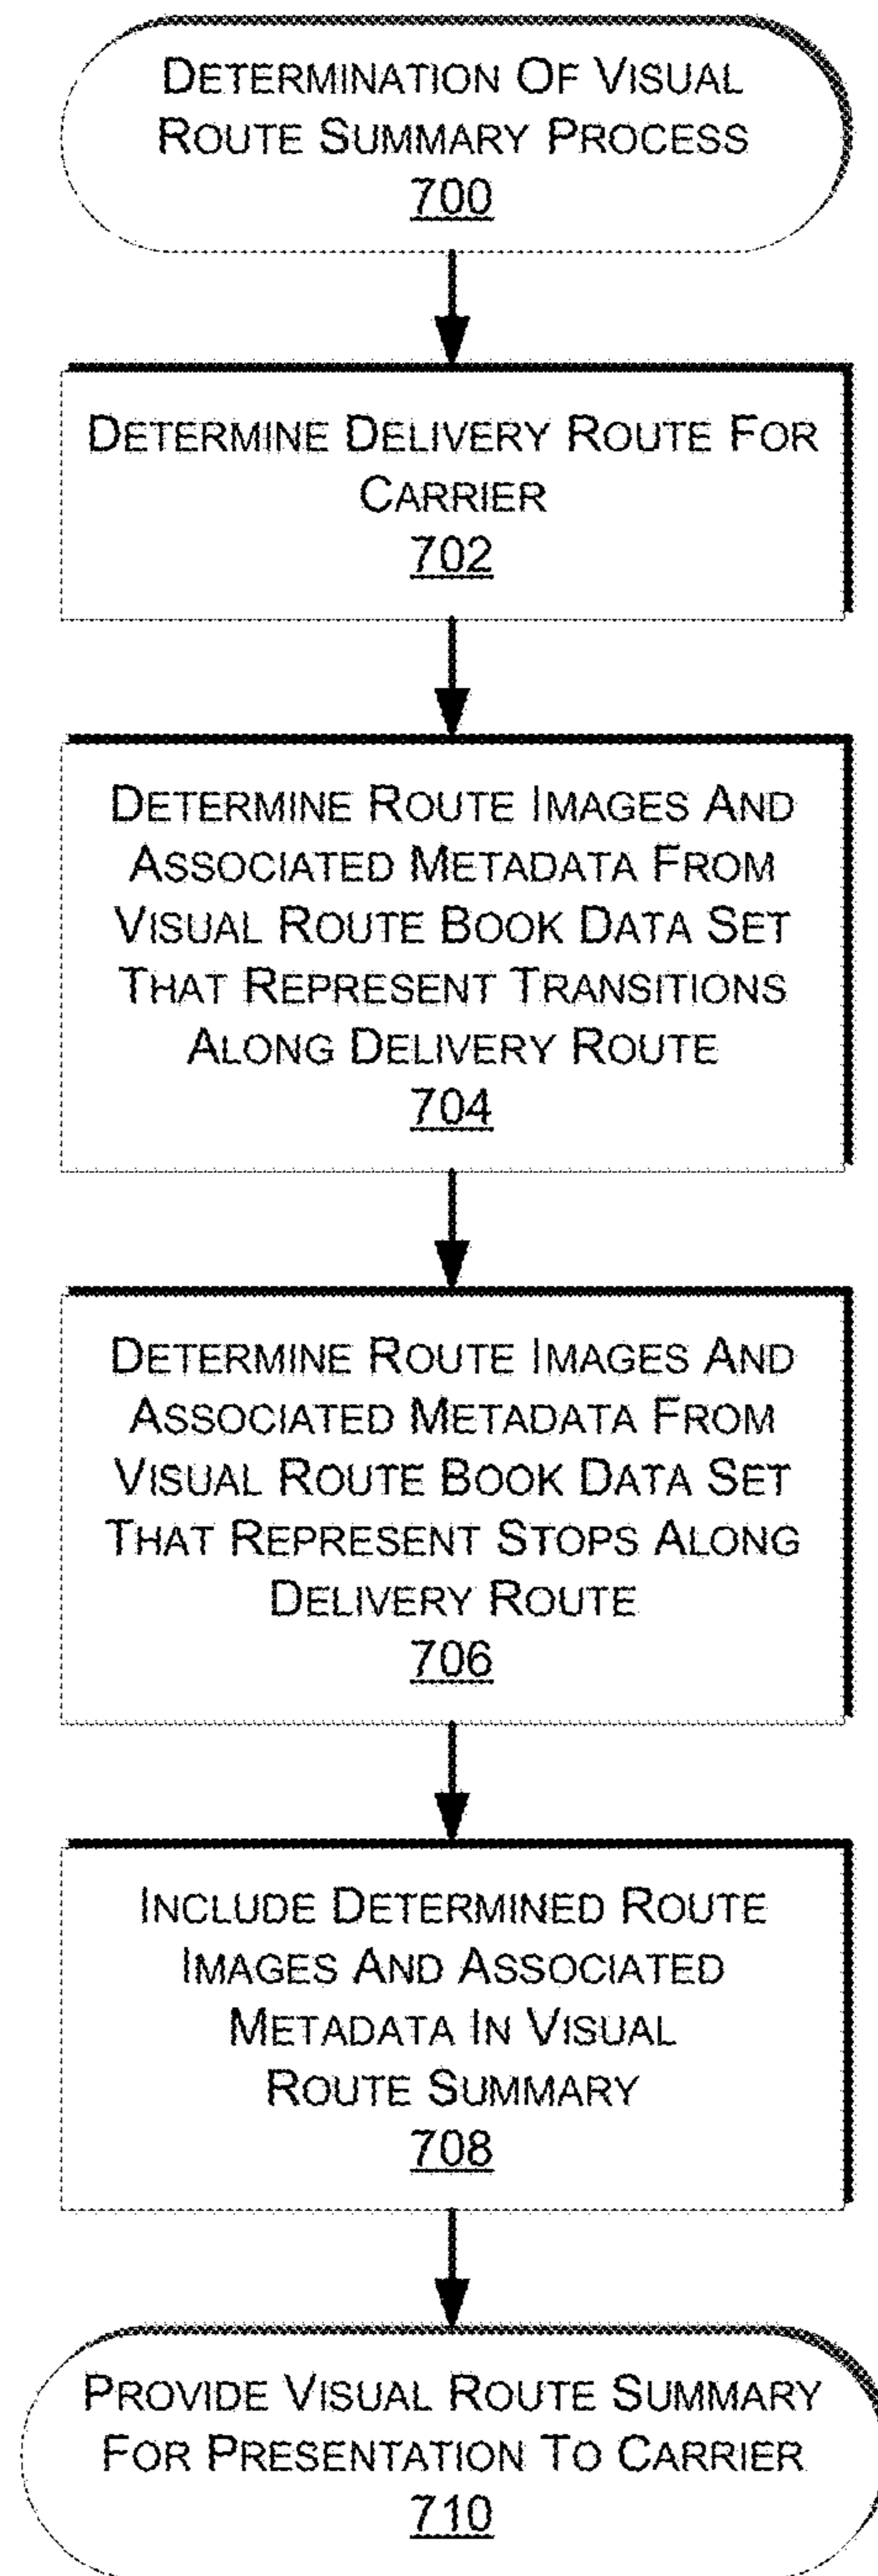 DETERMINATION OF VISUAL
ROUTE SUMMARY PROCESS
700
DETERMINE DELIVERY ROUTE FOR
CARRIER
702
DETERMINE ROUTE IMAGES AND
ASSOCIATED METADATA FROM
VISUAL ROUTE BOOK DATA SET
THAT REPRESENT TRANSITIONS
ALONG DELIVERY ROUTE
704
DETERMINE ROUTE IMAGES AND
ASSOCIATED METADATA FROM
VISUAL ROUTE BOOK DATA SET
THAT REPRESENT STOPS ALONG
DELIVERY ROUTE
706
INCLUDE DETERMINED ROUTE
IMAGES AND ASSOCIATED
METADATA IN VISUAL
ROUTE SUMMARY
708
PROVIDE VISUAL ROUTE SUMMARY
FOR PRESENTATION TO CARRIER
710